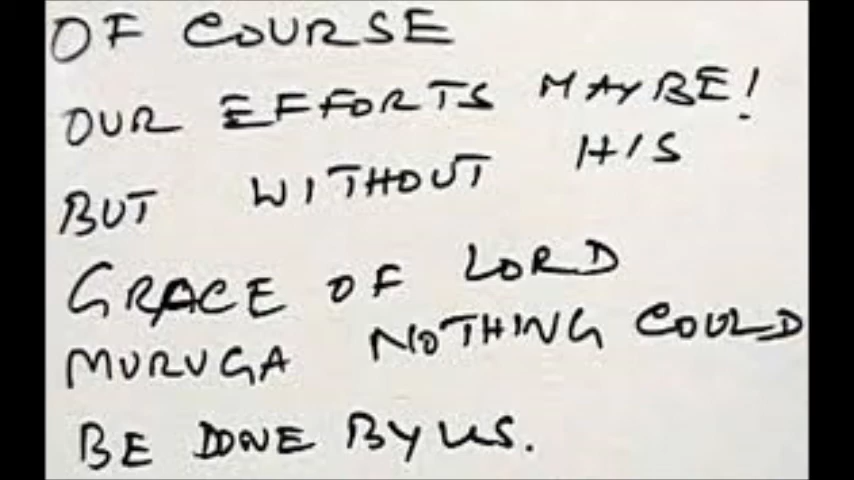 OF COURSE
OUR EFFORTS MAYBE!
BUT WITHOUT HIS
GRACE OF LORD
MURUGA NOTHING COULD
BE DONE BY US.